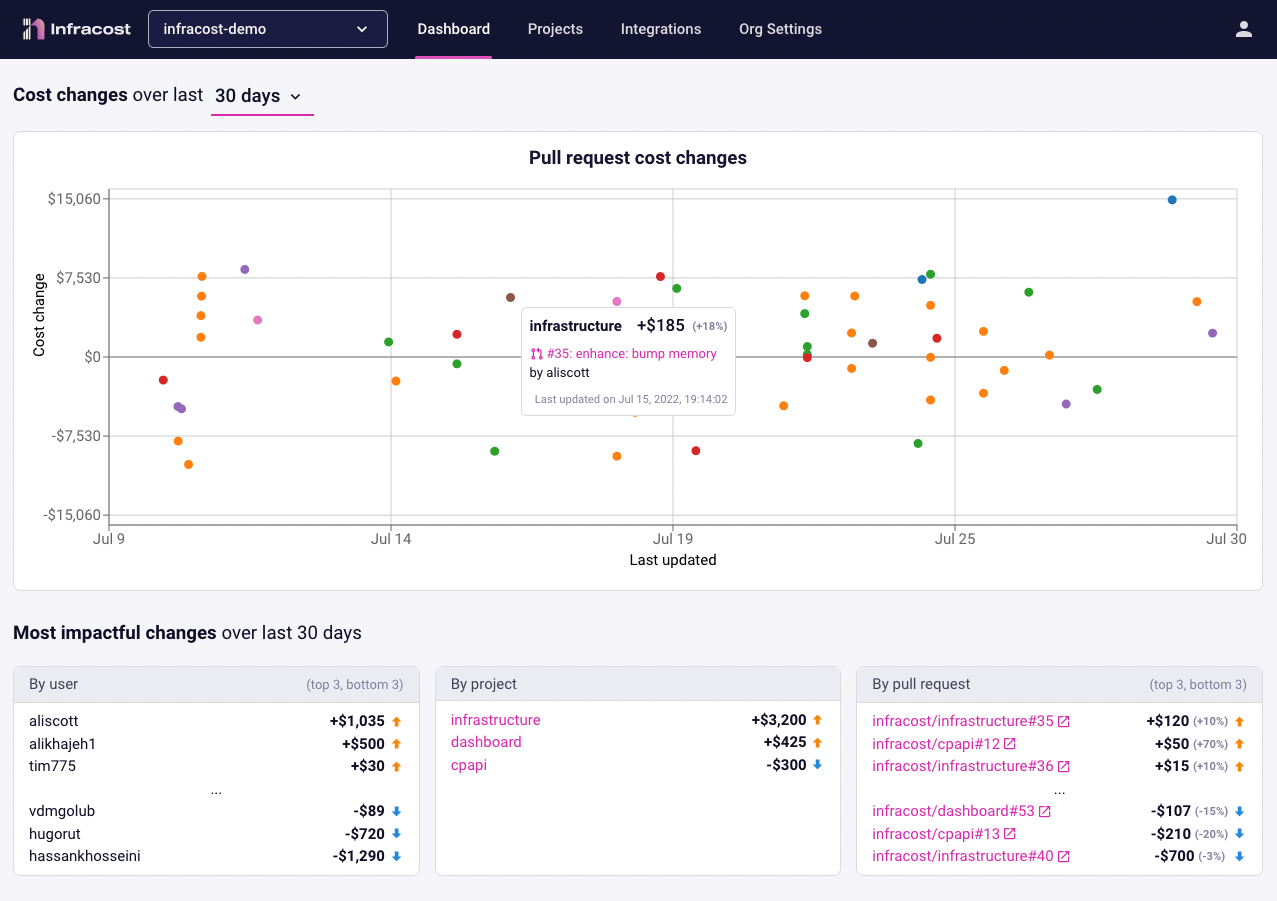 Infracost infracost-demo Dashboard Projects Integrations Org Settings
Cost changes over last 30 days
Pull request cost changes
$15,060
$7,530
$0
-$7,530
-$15,060
Cost change
infrastructure +$185 (+18%)
#35: enhance: bump memory
by aliscott
Last updated on Jul 15, 2022, 19:14:02
Jul 9 Jul 14 Jul 19 Jul 25 Jul 30
Last updated
Most impactful changes over last 30 days
By user (top 3, bottom 3)
aliscott +$1,035
alikhajeh1 +$500
tim775 +$30
...
vdmgolub -$89
hugorut -$720
hassankhosseini -$1,290
By project
infrastructure +$3,200
dashboard +$425
cpapi -$300
By pull request (top 3, bottom 3)
infracost/infrastructure#35 +$120 (+10%)
infracost/cpapi#12 +$50 (+70%)
infracost/infrastructure#36 +$15 (+10%)
...
infracost/dashboard#53 -$107 (-15%)
infracost/cpapi#13 -$210 (-20%)
infracost/infrastructure#40 -$700 (-3%)